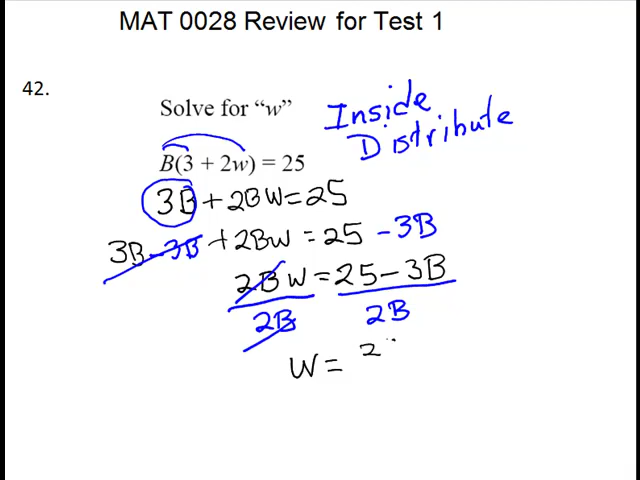 MAT 0028 Review for Test 1
42.
Solve for “w”
Inside
Distribute
B(3 + 2w) = 25
3B + 2BW = 25
3B - 3B + 2BW = 25 - 3B
2BW = 25 - 3B
2B 2B
W = 2